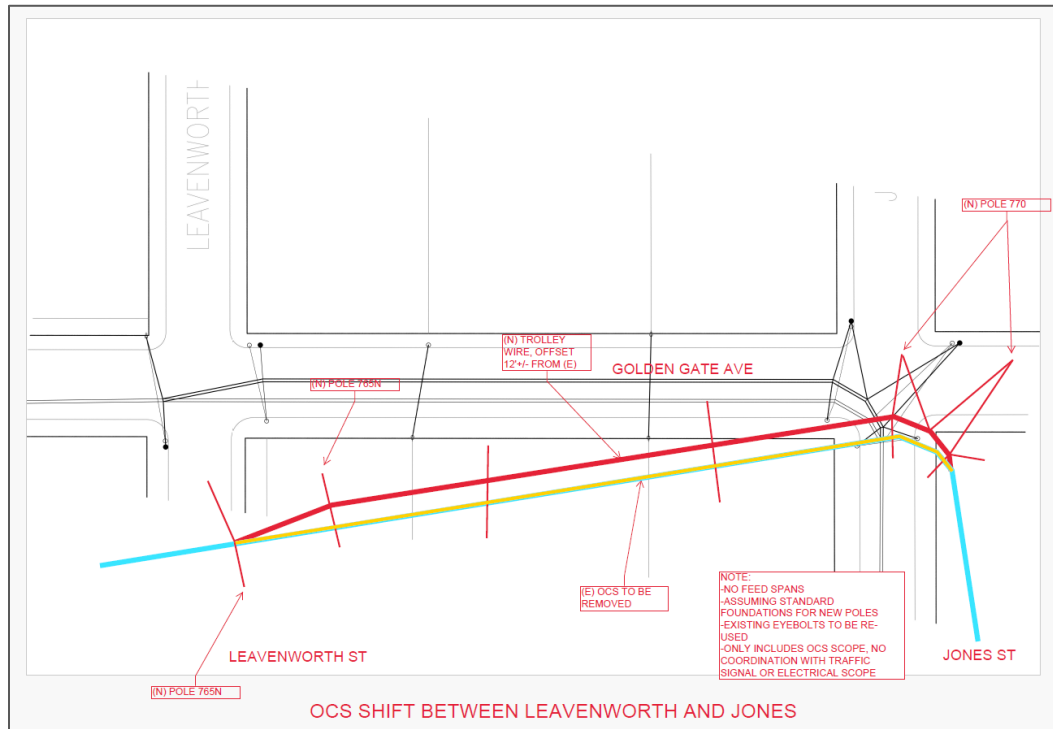 LEAVENWORTH
J
(N) POLE 770
(N) TROLLEY
WIRE, OFFSET
12'+/- FROM (E)
GOLDEN GATE AVE
(N) POLE 765N
(E) OCS TO BE
REMOVED
NOTE:
-NO FEED SPANS
-ASSUMING STANDARD
FOUNDATIONS FOR NEW POLES
-EXISTING EYEBOLTS TO BE RE-
USED
-ONLY INCLUDES OCS SCOPE, NO
COORDINATION WITH TRAFFIC
SIGNAL OR ELECTRICAL SCOPE
LEAVENWORTH ST
JONES ST
(N) POLE 765N
OCS SHIFT BETWEEN LEAVENWORTH AND JONES